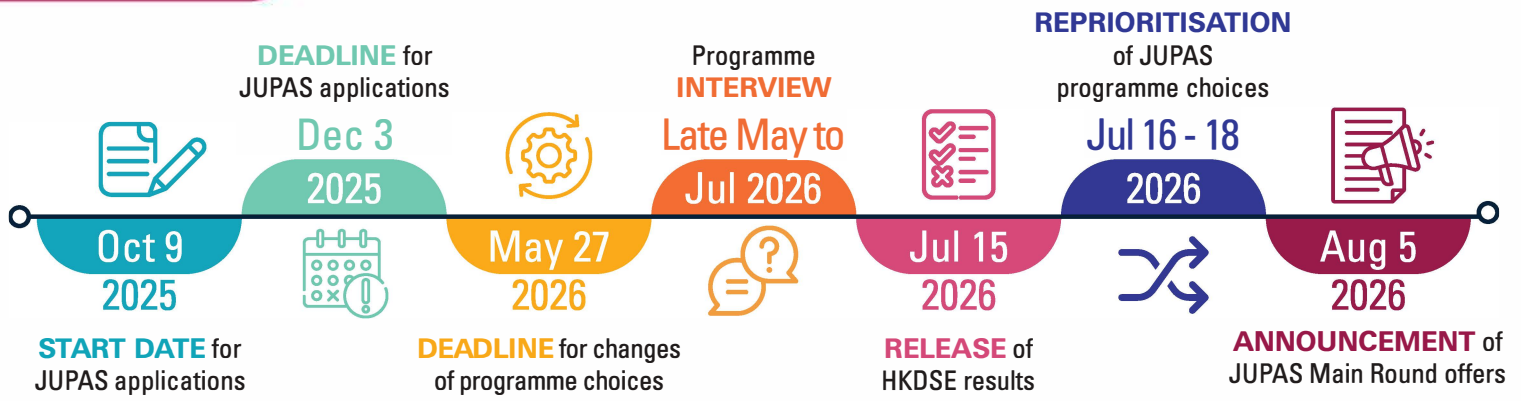 START DATE for
JUPAS applications
Oct 9
2025
DEADLINE for
JUPAS applications
Dec 3
2025
May 27
2026
DEADLINE for changes
of programme choices
Programme
INTERVIEW
Late May to
Jul 2026
Jul 15
2026
RELEASE of
HKDSE results
REPRIORITISATION
of JUPAS
programme choices
Jul 16 - 18
2026
Aug 5
2026
ANNOUNCEMENT of
JUPAS Main Round offers